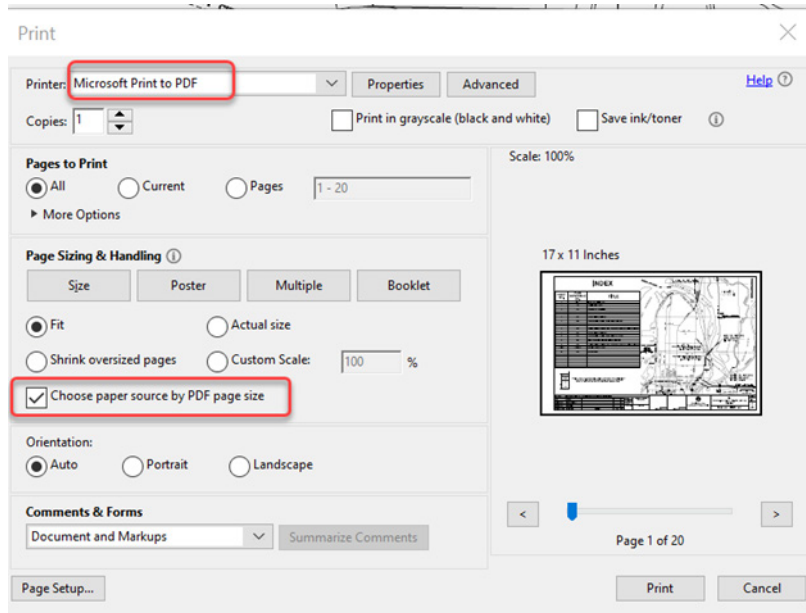 Print
Printer: Microsoft Print to PDF Properties Advanced Help
Copies: 1 Print in grayscale (black and white) Save ink/toner
Pages to Print
All Current Pages 1 - 20
More Options
Page Sizing & Handling
Size Poster Multiple Booklet
Fit Actual size
Shrink oversized pages Custom Scale: 100 %
Choose paper source by PDF page size
Orientation:
Auto Portrait Landscape
Comments & Forms
Document and Markups Summarize Comments
Page Setup...
Scale: 100%
17 x 11 Inches
INDEX
TITLE
< >
Page 1 of 20
Print Cancel